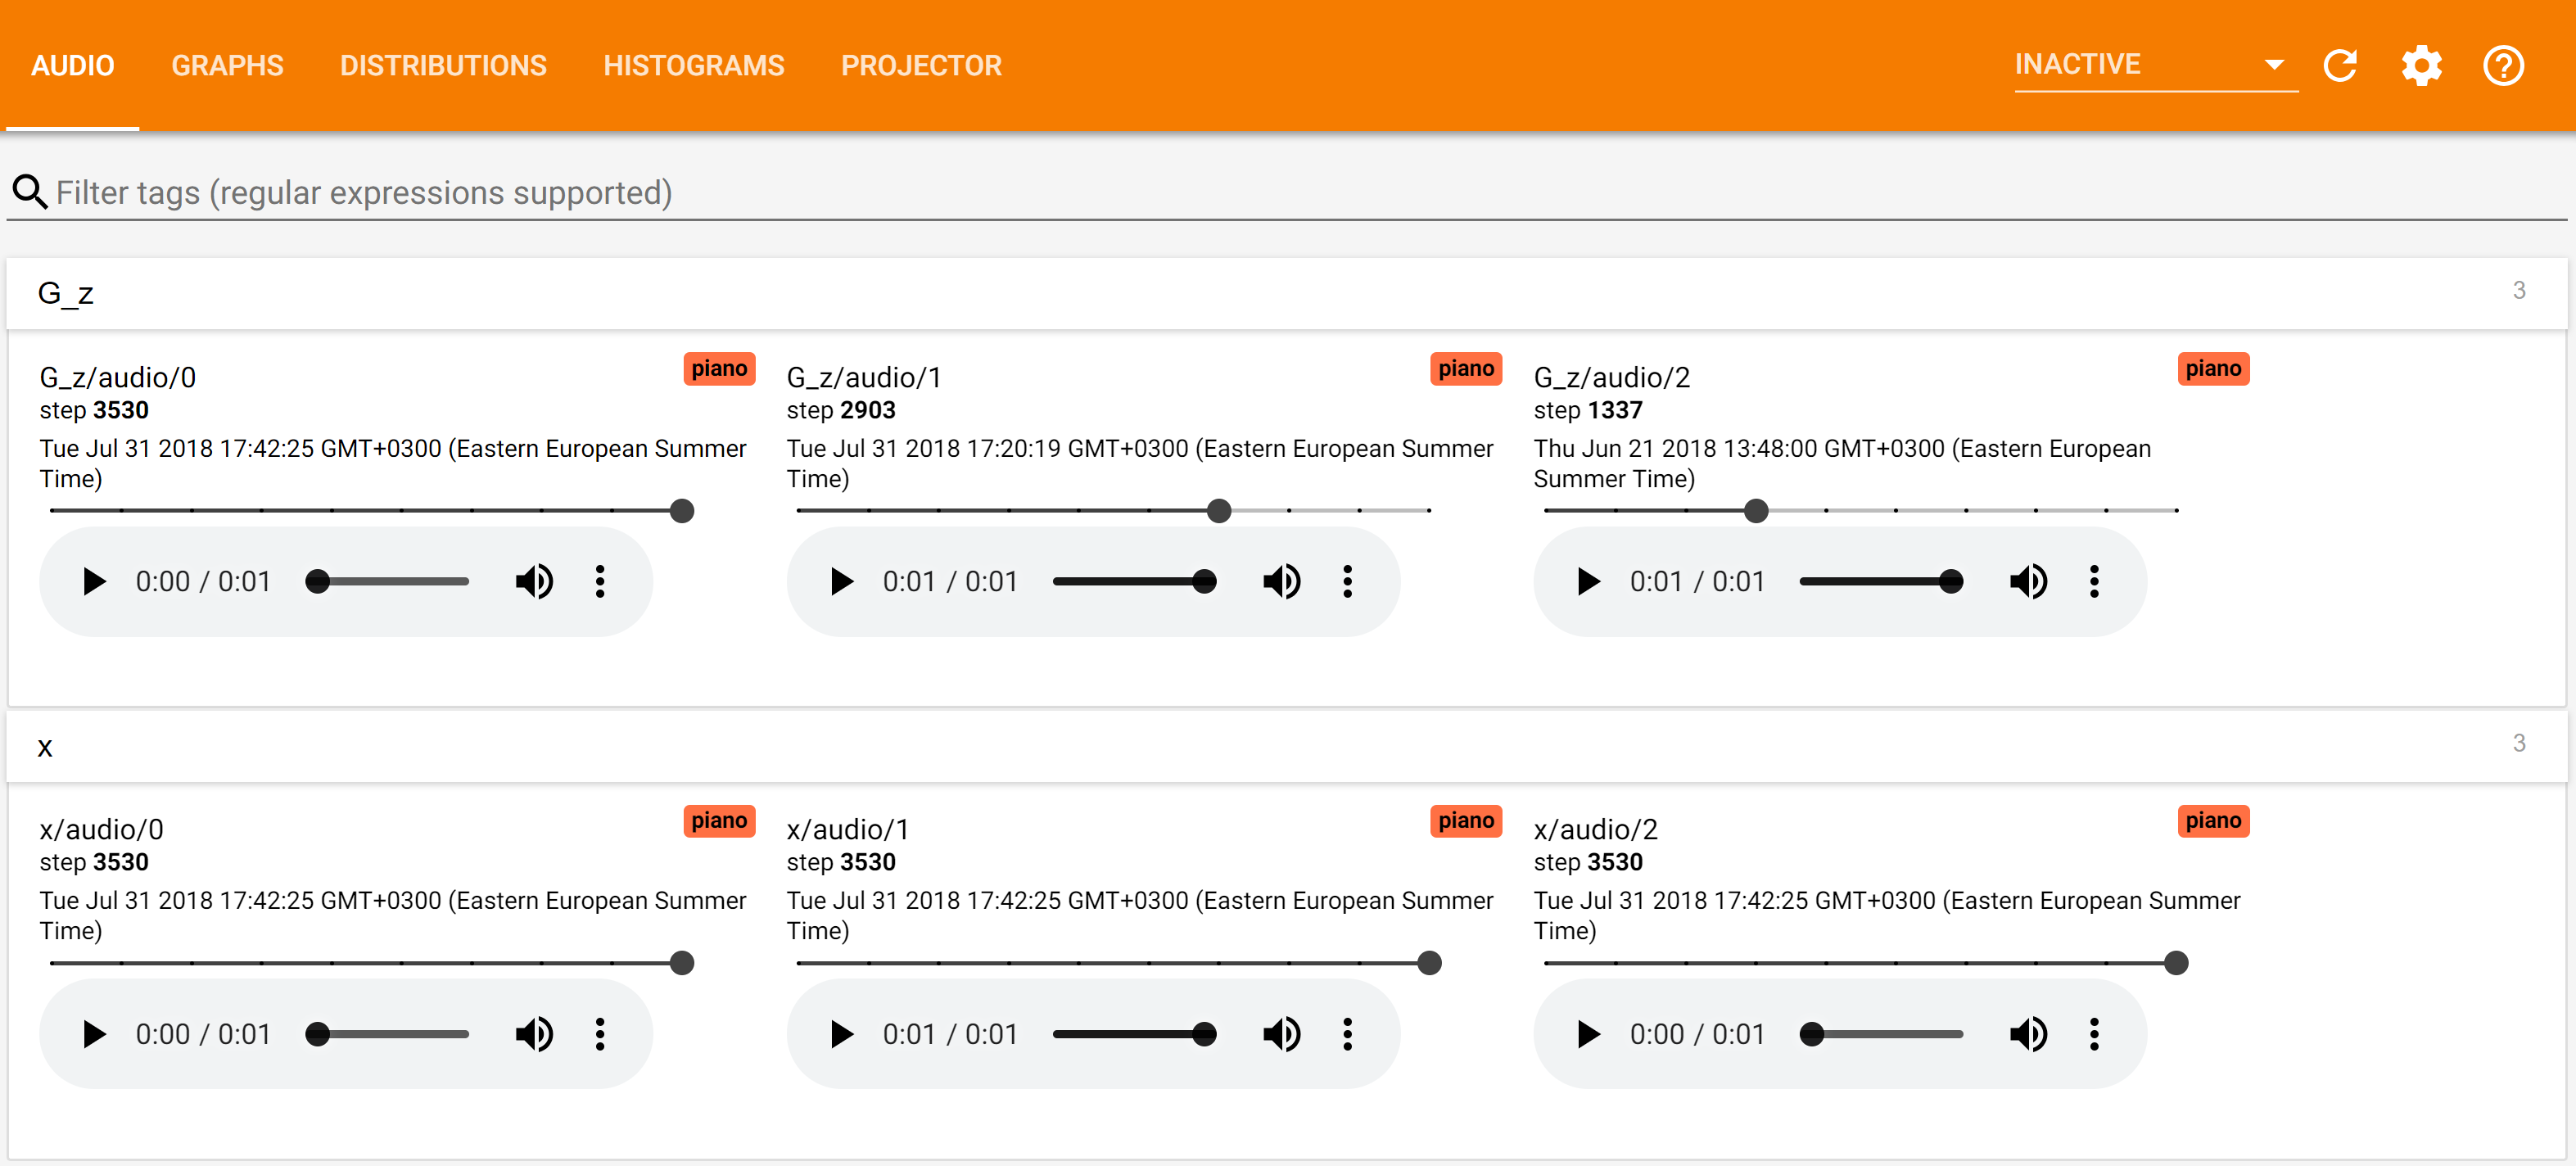 AUDIO GRAPHS DISTRIBUTIONS HISTOGRAMS PROJECTOR INACTIVE
Filter tags (regular expressions supported)
G_z 3
G_z/audio/0 piano
step 3530
Tue Jul 31 2018 17:42:25 GMT+0300 (Eastern European Summer
Time)
0:00 / 0:01
G_z/audio/1 piano
step 2903
Tue Jul 31 2018 17:20:19 GMT+0300 (Eastern European Summer
Time)
0:01 / 0:01
G_z/audio/2 piano
step 1337
Thu Jun 21 2018 13:48:00 GMT+0300 (Eastern European
Summer Time)
0:01 / 0:01
x 3
x/audio/0 piano
step 3530
Tue Jul 31 2018 17:42:25 GMT+0300 (Eastern European Summer
Time)
0:00 / 0:01
x/audio/1 piano
step 3530
Tue Jul 31 2018 17:42:25 GMT+0300 (Eastern European Summer
Time)
0:01 / 0:01
x/audio/2 piano
step 3530
Tue Jul 31 2018 17:42:25 GMT+0300 (Eastern European Summer
Time)
0:00 / 0:01